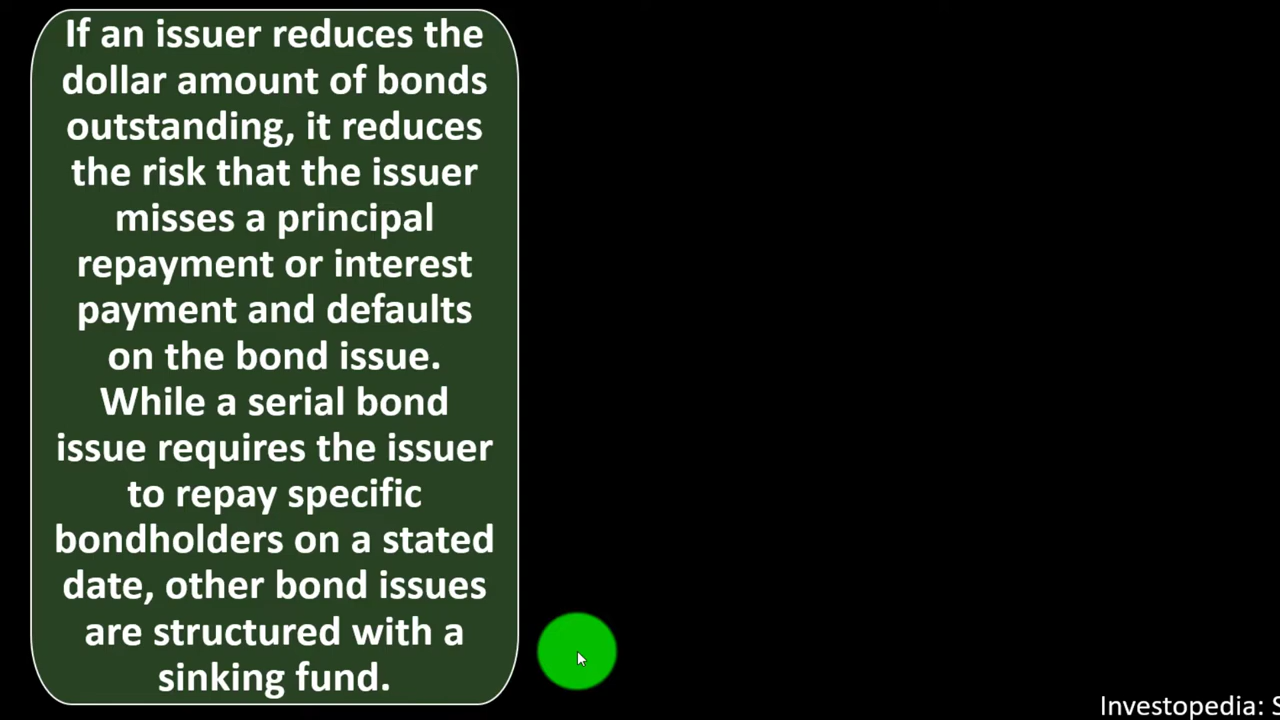 If an issuer reduces the
dollar amount of bonds
outstanding, it reduces
the risk that the issuer
misses a principal
repayment or interest
payment and defaults
on the bond issue.
While a serial bond
issue requires the issuer
to repay specific
bondholders on a stated
date, other bond issues
are structured with a
sinking fund.
Investopedia: S